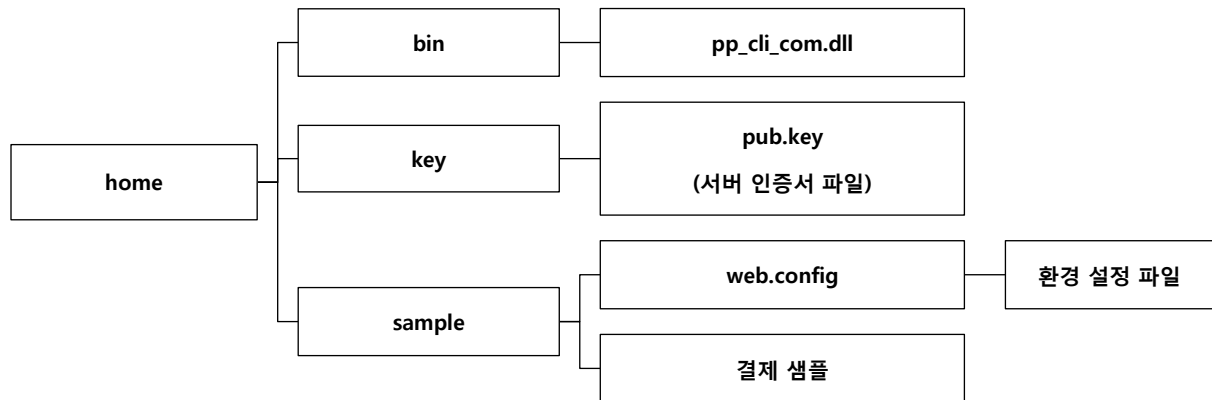 home
bin
pp_cli_com.dll
key
pub.key
(서버 인증서 파일)
sample
web.config
환경 설정 파일
결제 샘플